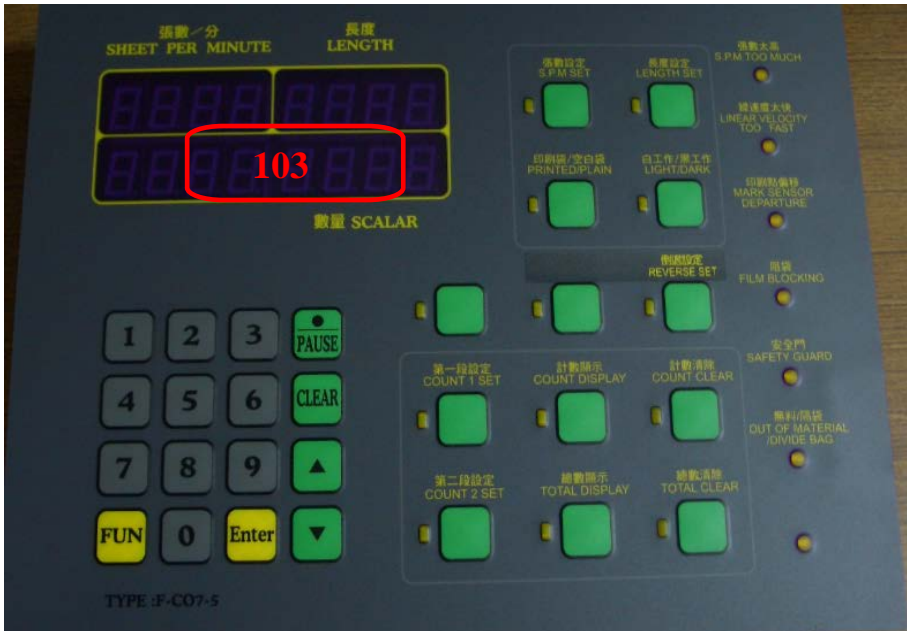 張數／分
SHEET PER MINUTE
長度
LENGTH
103
數量 SCALAR
張數設定
S.P.M SET
長度設定
LENGTH SET
印刷袋/空白袋
PRINTED/PLAIN
白工作/黑工作
LIGHT/DARK
倒退設定
REVERSE SET
張數太高
S.P.M.TOO MUCH
線速度太快
LINEAR VELOCITY
TOO FAST
印刷點偏移
MARK SENSOR
DEPARTURE
阻袋
FILM BLOCKING
安全門
SAFETY GUARD
無料/隔袋
OUT OF MATERIAL
/DIVIDE BAG
1
2
3
PAUSE
4
5
6
CLEAR
7
8
9
▲
FUN
0
Enter
▼
第一段設定
COUNT 1 SET
計數顯示
COUNT DISPLAY
計數清除
COUNT CLEAR
第二段設定
COUNT 2 SET
總數顯示
TOTAL DISPLAY
總數清除
TOTAL CLEAR
TYPE :F-CO7-5